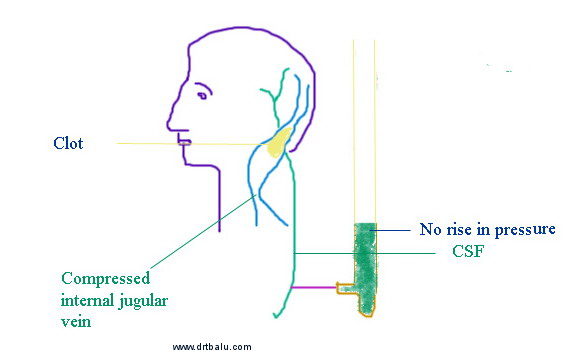 Clot
No rise in pressure
CSF
Compressed
internal jugular
vein
www.drtbalu.com